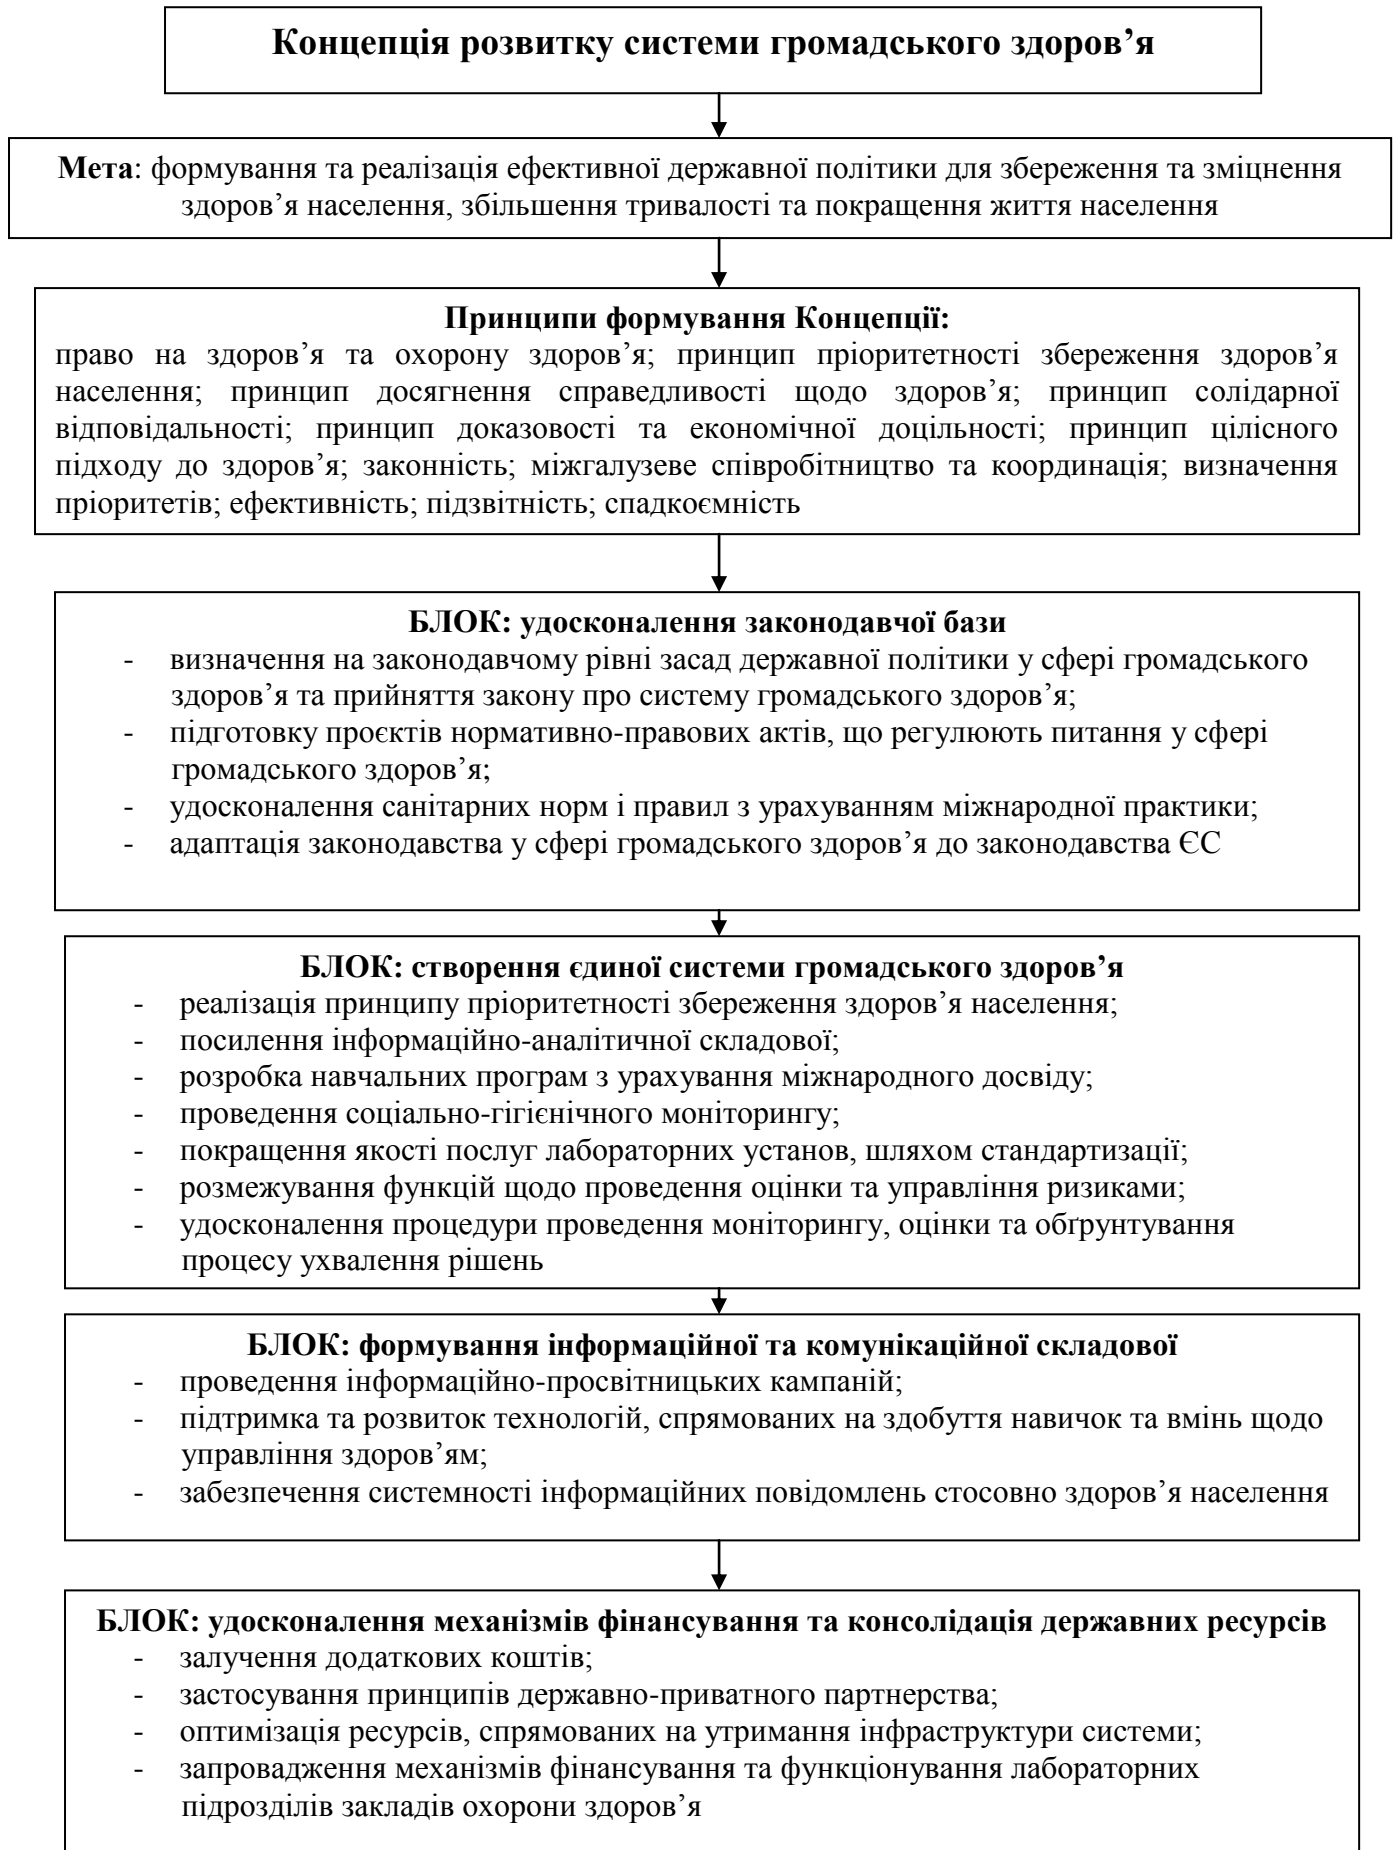 Концепція розвитку системи громадського здоров’я
Мета: формування та реалізація ефективної державної політики для збереження та зміцнення
здоров’я населення, збільшення тривалості та покращення життя населення
Принципи формування Концепції:
право на здоров’я та охорону здоров’я; принцип пріоритетності збереження здоров’я
населення; принцип досягнення справедливості щодо здоров’я; принцип солідарної
відповідальності; принцип доказовості та економічної доцільності; принцип цілісного
підходу до здоров’я; законність; міжгалузеве співробітництво та координація; визначення
пріоритетів; ефективність; підзвітність; спадкоємність
БЛОК: удосконалення законодавчої бази
- визначення на законодавчому рівні засад державної політики у сфері громадського
здоров’я та прийняття закону про систему громадського здоров’я;
- підготовку проєктів нормативно-правових актів, що регулюють питання у сфері
громадського здоров’я;
- удосконалення санітарних норм і правил з урахуванням міжнародної практики;
- адаптація законодавства у сфері громадського здоров’я до законодавства ЄС
БЛОК: створення єдиної системи громадського здоров’я
- реалізація принципу пріоритетності збереження здоров’я населення;
- посилення інформаційно-аналітичної складової;
- розробка навчальних програм з урахування міжнародного досвіду;
- проведення соціально-гігієнічного моніторингу;
- покращення якості послуг лабораторних установ, шляхом стандартизації;
- розмежування функцій щодо проведення оцінки та управління ризиками;
- удосконалення процедури проведення моніторингу, оцінки та обґрунтування
процесу ухвалення рішень
БЛОК: формування інформаційної та комунікаційної складової
- проведення інформаційно-просвітницьких кампаній;
- підтримка та розвиток технологій, спрямованих на здобуття навичок та вмінь щодо
управління здоров’ям;
- забезпечення системності інформаційних повідомлень стосовно здоров’я населення
БЛОК: удосконалення механізмів фінансування та консолідація державних ресурсів
- залучення додаткових коштів;
- застосування принципів державно-приватного партнерства;
- оптимізація ресурсів, спрямованих на утримання інфраструктури системи;
- запровадження механізмів фінансування та функціонування лабораторних
підрозділів закладів охорони здоров’я